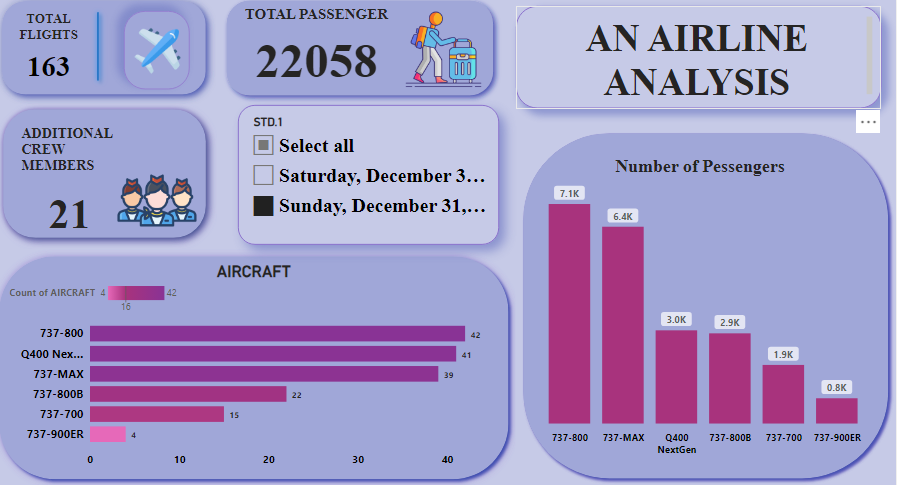 TOTAL
FLIGHTS
163
TOTAL PASSENGER
22058
AN AIRLINE
ANALYSIS
ADDITIONAL
CREW
MEMBERS
21
STD.1
Select all
Saturday, December 3...
Sunday, December 31,...
...
AIRCRAFT
Count of AIRCRAFT 4 42
16
737-800 42
Q400 Nex... 41
737-MAX 39
737-800B 22
737-700 15
737-900ER 4
0 10 20 30 40
Number of Pessengers
7.1K
6.4K
3.0K
2.9K
1.9K
0.8K
737-800 737-MAX Q400 737-800B 737-700 737-900ER
NextGen